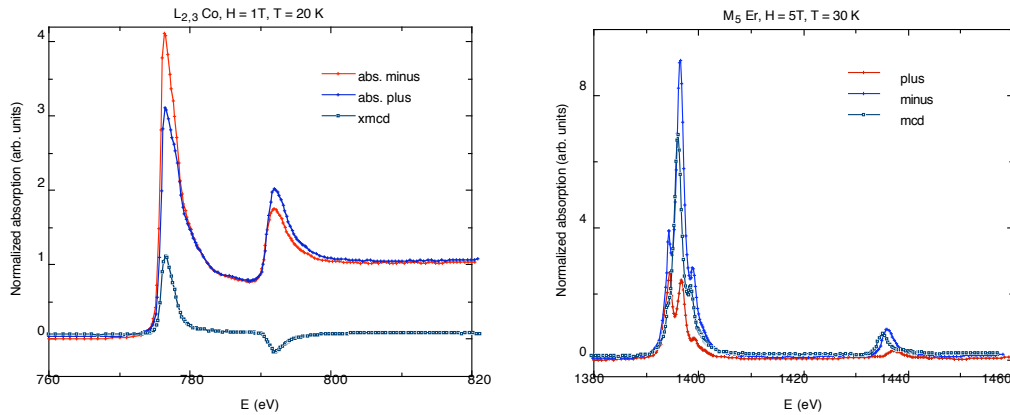 L2,3 Co, H = 1T, T = 20 K
Normalized absorption (arb. units)
4
3
2
1
0
abs. minus
abs. plus
xmcd
760
780
800
820
E (eV)
M5 Er, H = 5T, T = 30 K
Normalized absorption (arb. units)
8
4
0
plus
minus
mcd
1380
1400
1420
1440
1460
E (eV)